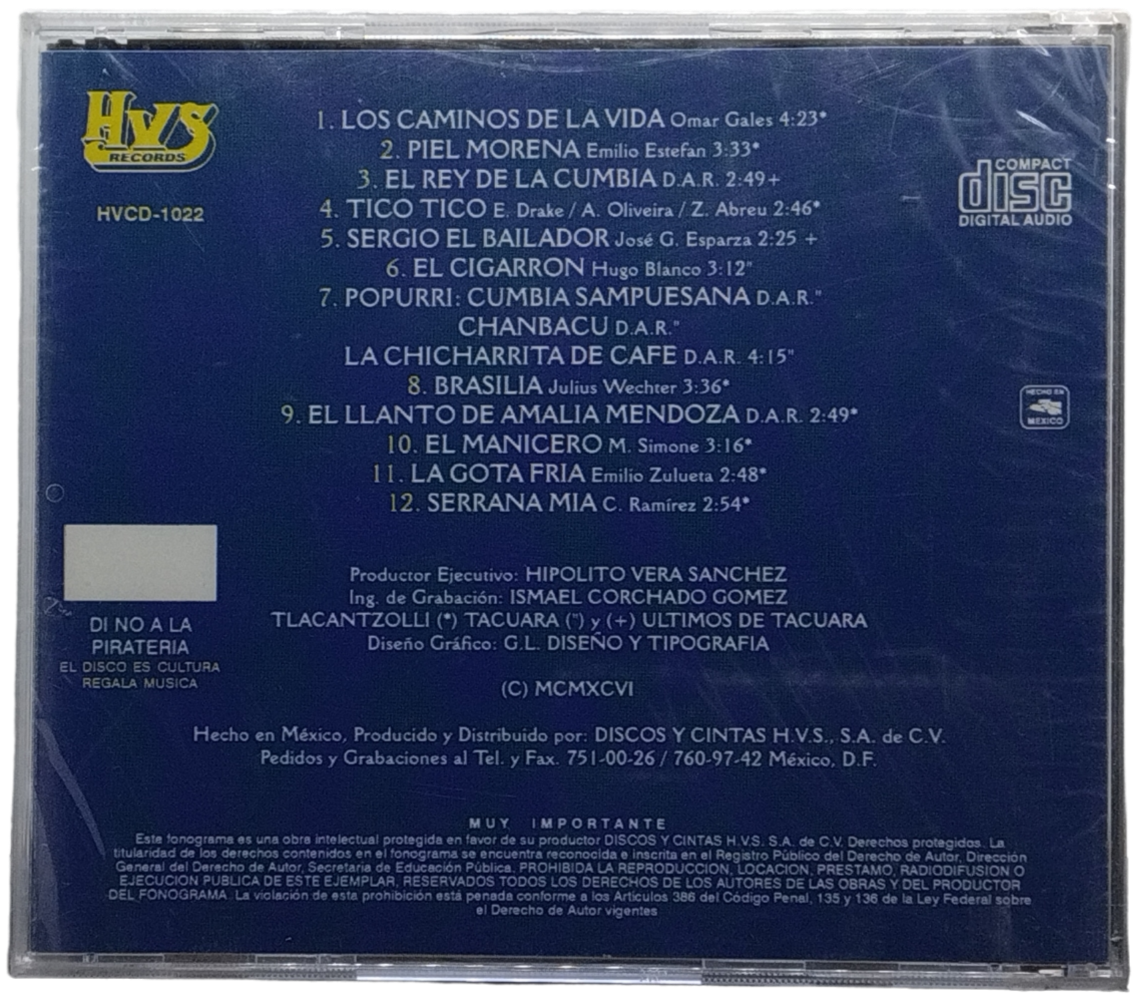 HVS
RECORDS
HVCD-1022
1. LOS CAMINOS DE LA VIDA Omar Gales 4:23*
2. PIEL MORENA Emilio Estefan 3:33*
3. EL REY DE LA CUMBIA D.A.R. 2:49+
4. TICO TICO E. Drake / A. Oliveira / Z. Abreu 2:46*
5. SERGIO EL BAILADOR José G. Esparza 2:25 +
6. EL CIGARRON Hugo Blanco 3:12"
7. POPURRI: CUMBIA SAMPUESANA D.A.R."
CHANBACU D.A.R."
LA CHICHARRITA DE CAFE D.A.R. 4:15"
8. BRASILIA Julius Wechter 3:36*
9. EL LLANTO DE AMALIA MENDOZA D.A.R. 2:49*
10. EL MANICERO M. Simone 3:16*
11. LA GOTA FRIA Emilio Zulueta 2:48*
12. SERRANA MIA C. Ramírez 2:54*
COMPACT
disc
DIGITAL AUDIO
HECHO EN
MEXICO
Productor Ejecutivo: HIPOLITO VERA SANCHEZ
Ing. de Grabación: ISMAEL CORCHADO GOMEZ
TLACANTZOLLI (*) TACUARA (") y (+) ULTIMOS DE TACUARA
Diseño Gráfico: G.L. DISEÑO Y TIPOGRAFIA
DI NO A LA
PIRATERIA
EL DISCO ES CULTURA
REGALA MUSICA
(C) MCMXCVI
Hecho en México, Producido y Distribuido por: DISCOS Y CINTAS H.V.S., S.A. de C.V.
Pedidos y Grabaciones al Tel. y Fax. 751-00-26 / 760-97-42 México, D.F.
MUY IMPORTANTE
Este fonograma es una obra intelectual protegida en favor de su productor DISCOS Y CINTAS H.V.S. S.A. de C.V. Derechos protegidos. La
titularidad de los derechos contenidos en el fonograma se encuentra reconocida e inscrita en el Registro Público del Derecho de Autor, Dirección
General del Derecho de Autor, Secretaría de Educación Pública. PROHIBIDA LA REPRODUCCION, LOCACION, PRESTAMO, RADIODIFUSION O
EJECUCION PUBLICA DE ESTE EJEMPLAR, RESERVADOS TODOS LOS DERECHOS DE LOS AUTORES DE LAS OBRAS Y DEL PRODUCTOR
DEL FONOGRAMA. La violación de esta prohibición está penada conforme a los Artículos 386 del Código Penal, 135 y 136 de la Ley Federal sobre
el Derecho de Autor vigentes